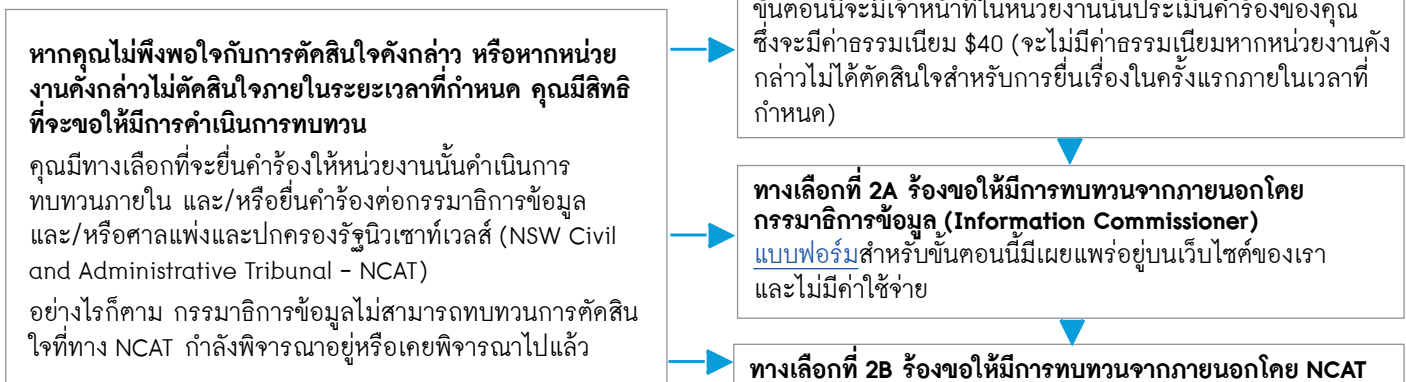 หากคุณไม่พึงพอใจกับการตัดสินใจดังกล่าว หรือหากหน่วย
งานดังกล่าวไม่ตัดสินใจภายในระยะเวลาที่กำหนด คุณมีสิทธิ
ที่จะขอให้มีการดำเนินการทบทวน
คุณมีทางเลือกที่จะยื่นคำร้องให้หน่วยงานนั้นดำเนินการ
ทบทวนภายใน และ/หรือยื่นคำร้องต่อกรรมาธิการข้อมูล
และ/หรือศาลแพ่งและปกครองรัฐนิวเซาท์เวลส์ (NSW Civil
and Administrative Tribunal – NCAT)
อย่างไรก็ตาม กรรมาธิการข้อมูลไม่สามารถทบทวนการตัดสิน
ใจที่ทาง NCAT กำลังพิจารณาอยู่หรือเคยพิจารณาไปแล้ว
ขั้นตอนนี้จะมีเจ้าหน้าที่ในหน่วยงานนั้นประเมินคำร้องของคุณ
ซึ่งจะมีค่าธรรมเนียม $40 (จะไม่มีค่าธรรมเนียมหากหน่วยงานดัง
กล่าวไม่ได้ตัดสินใจสำหรับการยื่นเรื่องในครั้งแรกภายในเวลาที่
กำหนด)
ทางเลือกที่ 2A ร้องขอให้มีการทบทวนจากภายนอกโดย
กรรมาธิการข้อมูล (Information Commissioner)
แบบฟอร์มสำหรับขั้นตอนนี้มีเผยแพร่อยู่บนเว็บไซต์ของเรา
และไม่มีค่าใช้จ่าย
ทางเลือกที่ 2B ร้องขอให้มีการทบทวนจากภายนอกโดย NCAT